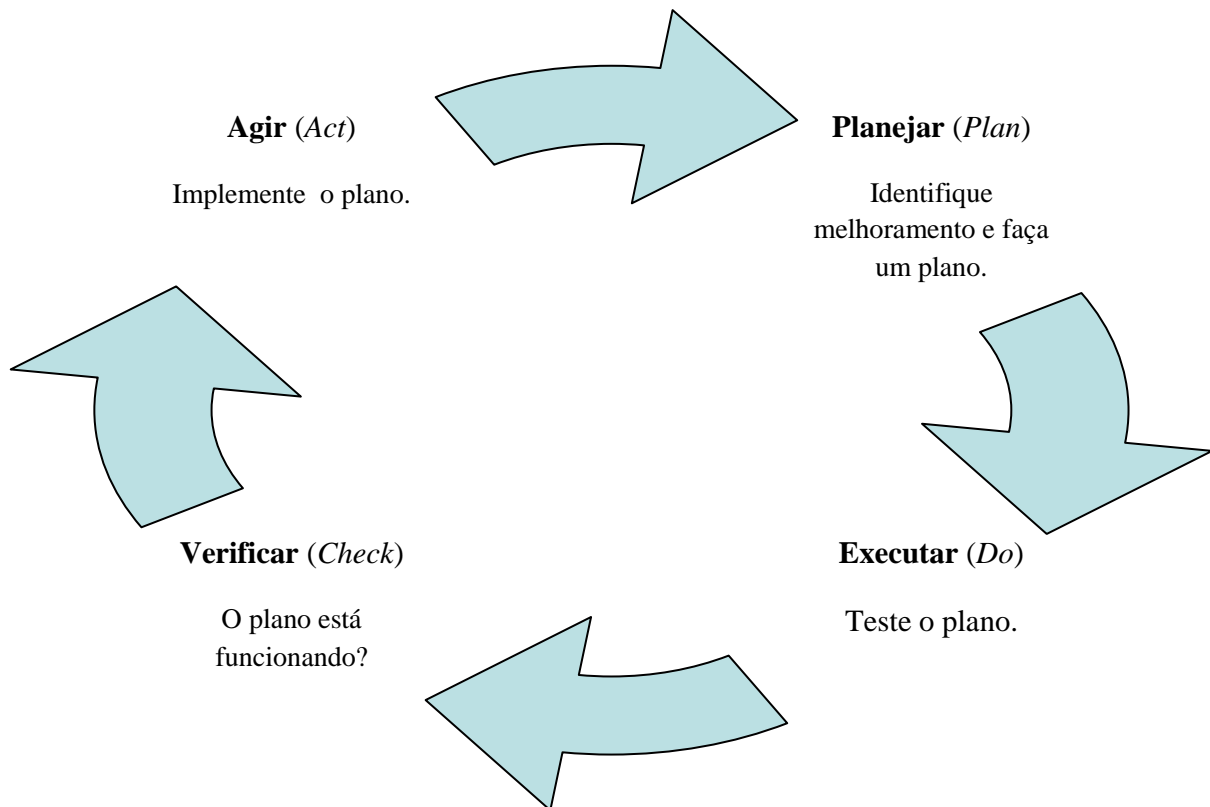 Agir (Act)
Implemente o plano.
Planejar (Plan)
Identifique
melhoramento e faça
um plano.
Verificar (Check)
O plano está
funcionando?
Executar (Do)
Teste o plano.